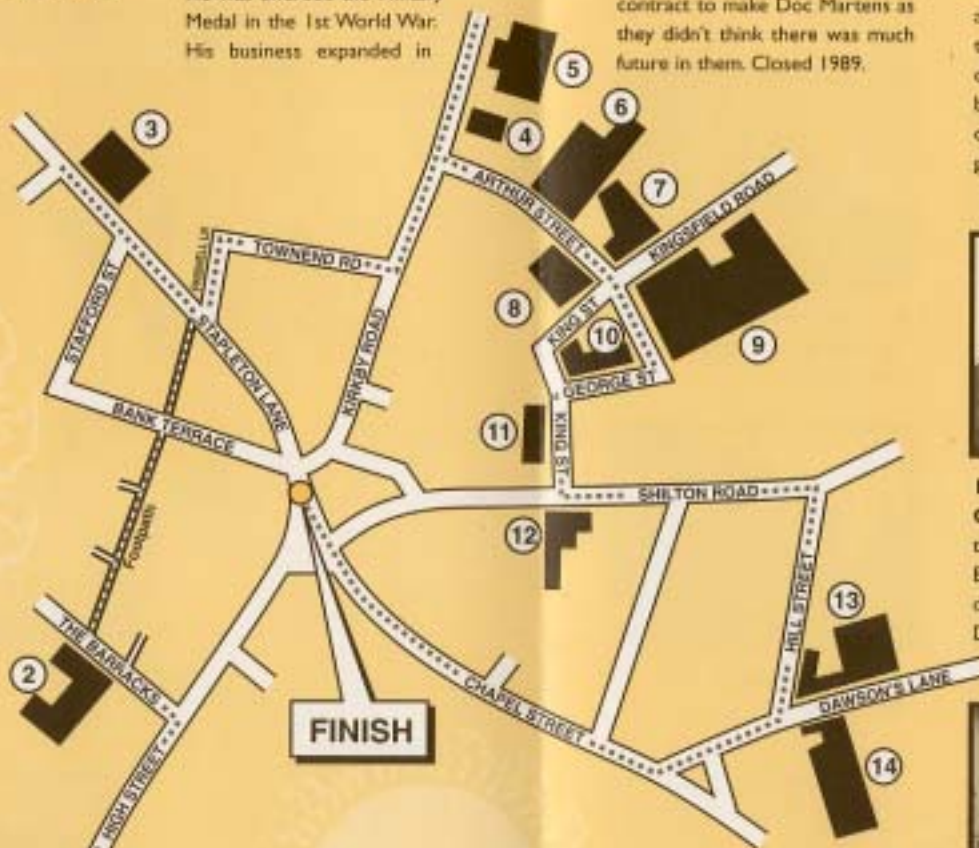 Medal in the 1st World War.
His business expanded in
contract to make Doc Martens as
they didn't think there was much
future in them. Closed 1989.
5
6
3
4
7
ARTHUR STREET
KINGSFIELD ROAD
TOWNEND RD
STAFFORD ST
STAPLETON LANE
KIRKBY ROAD
8
KING ST
10
9
GEORGE ST
BANK TERRACE
11
KING ST
SHILTON ROAD
12
Footpath
HILL STREET
13
THE BARRACKS
2
CHAPEL STREET
DAWSON'S LANE
FINISH
HIGH STREET
14